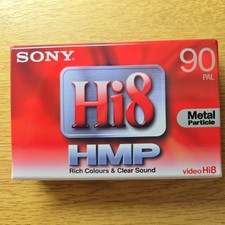 SONY
90
PAL
Hi8
Metal
Particle
HMP
Rich Colours & Clear Sound
video Hi8